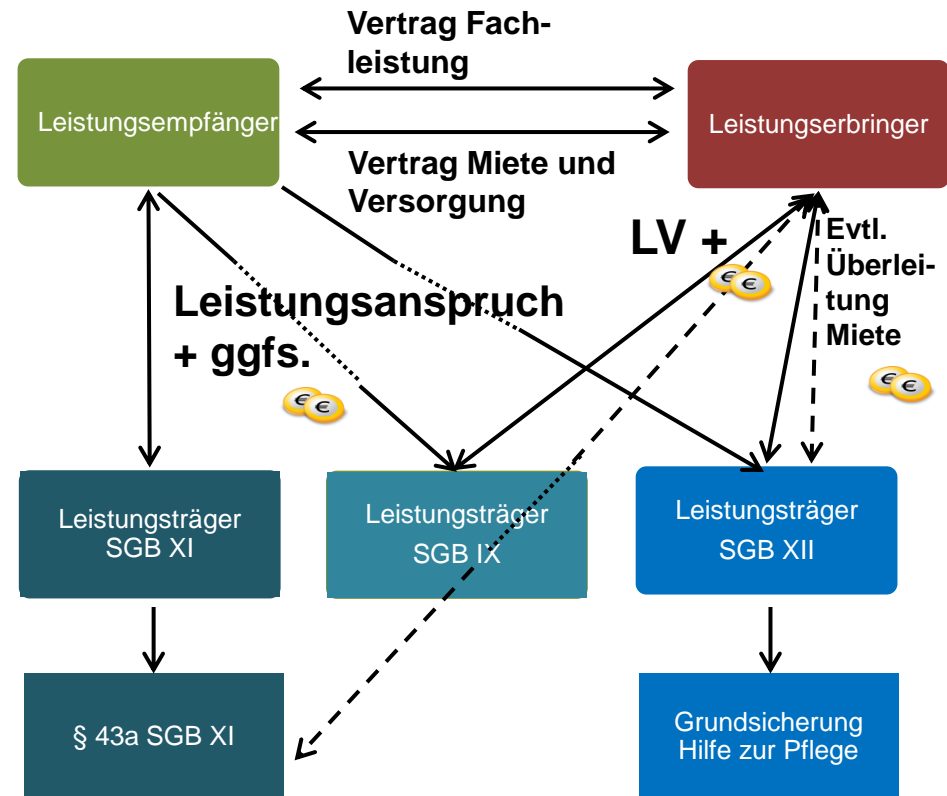 Vertrag Fach-
leistung
Leistungsempfänger
Leistungserbringer
Vertrag Miete und
Versorgung
LV +
Evtl.
Überlei-
tung
Miete
€ €
Leistungsanspruch
+ ggfs.
€ €
€ €
Leistungsträger
SGB XI
Leistungsträger
SGB IX
Leistungsträger
SGB XII
§ 43a SGB XI
Grundsicherung
Hilfe zur Pflege